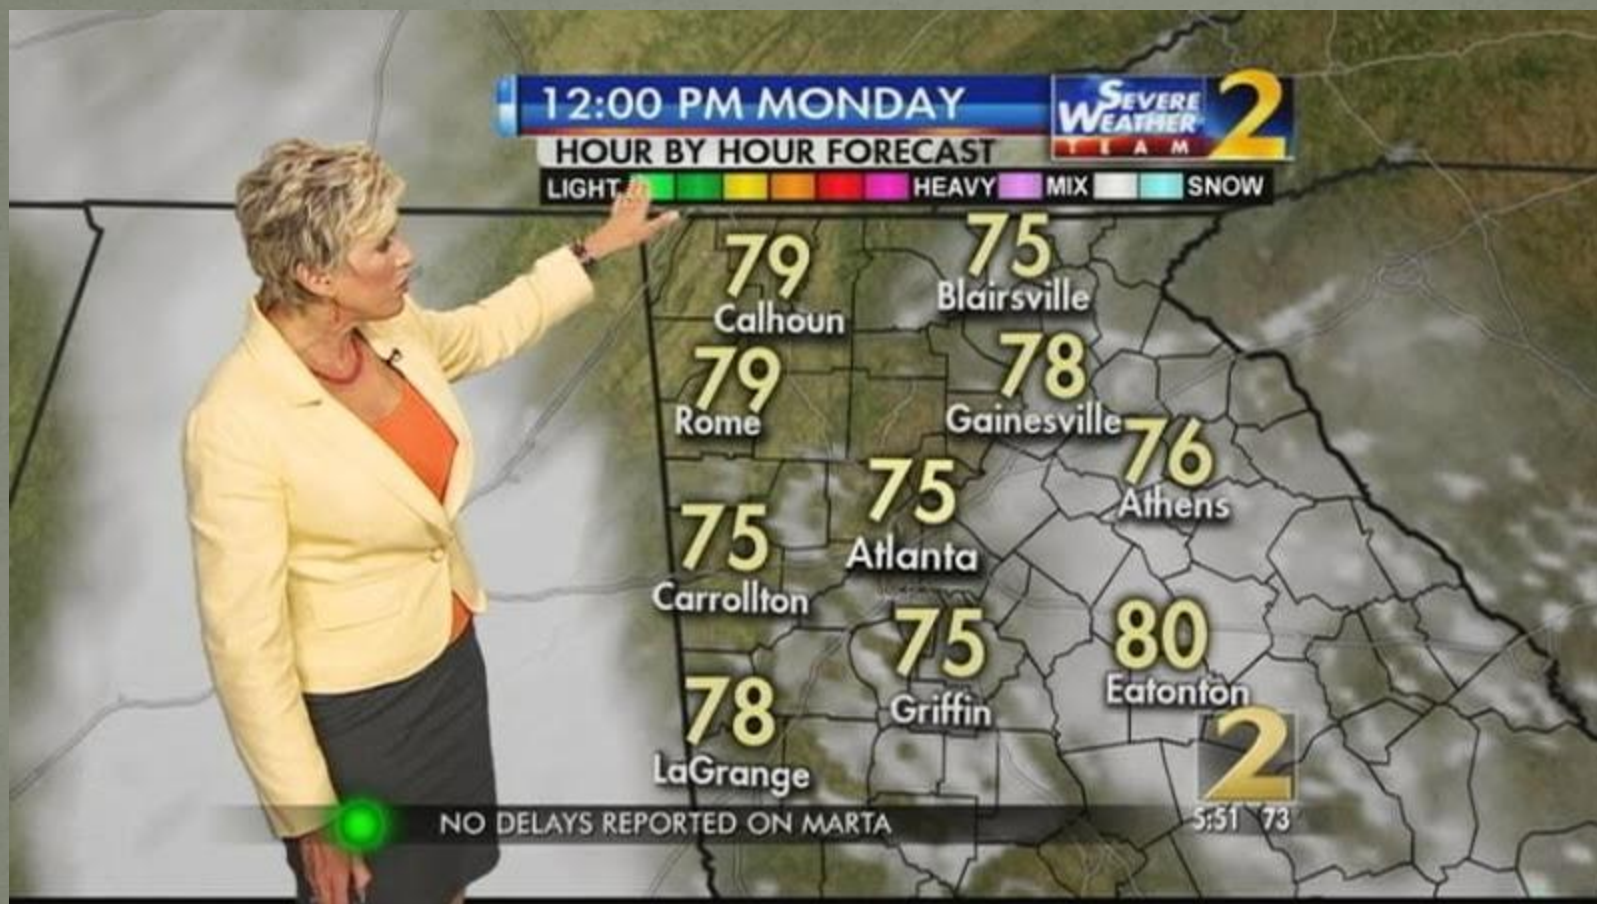 12:00 PM MONDAY
SEVERE WEATHER TEAM 2
HOUR BY HOUR FORECAST
LIGHT HEAVY MIX SNOW
79
Calhoun
75
Blairsville
79
Rome
78
Gainesville
76
Athens
75
Carrollton
75
Atlanta
75
Griffin
80
Eatonton
78
LaGrange
2
NO DELAYS REPORTED ON MARTA
5:51 73